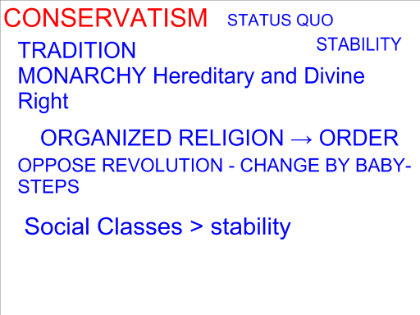 CONSERVATISM STATUS QUO
TRADITION STABILITY
MONARCHY Hereditary and Divine
Right
ORGANIZED RELIGION → ORDER
OPPOSE REVOLUTION - CHANGE BY BABY-
STEPS
Social Classes > stability